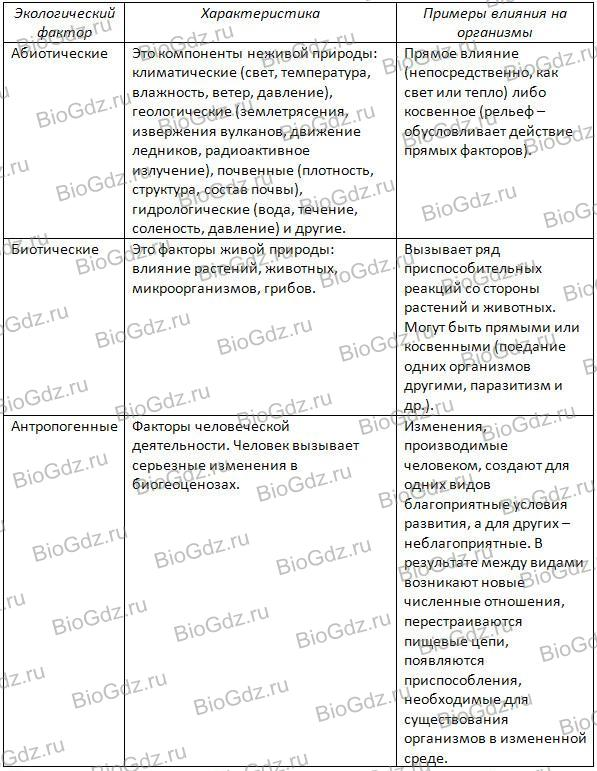 Экологический фактор
Характеристика
Примеры влияния на организмы
Абиотические
Это компоненты неживой природы:
климатические (свет, температура,
влажность, ветер, давление),
геологические (землетрясения,
извержения вулканов, движение
ледников, радиоактивное
излучение), почвенные (плотность,
структура, состав почвы),
гидрологические (вода, течение,
соленость, давление) и другие.
Прямое влияние
(непосредственно, как
свет или тепло) либо
косвенное (рельеф –
обусловливает действие
прямых факторов).
Биотические
Это факторы живой природы:
влияние растений, животных,
микроорганизмов, грибов.
Вызывает ряд
приспособительных
реакций со стороны
растений и животных.
Могут быть прямыми или
косвенными (поедание
одних организмов
другими, паразитизм и
др.).
Антропогенные
Факторы человеческой
деятельности. Человек вызывает
серьезные изменения в
биогеоценозах.
Изменения,
производимые
человеком, создают для
одних видов
благоприятные условия
развития, а для других –
неблагоприятные. В
результате между видами
возникают новые
численные отношения,
перестраиваются
пищевые цепи,
появляются
приспособления,
необходимые для
существования
организмов в измененной
среде.
BioGdz.ru